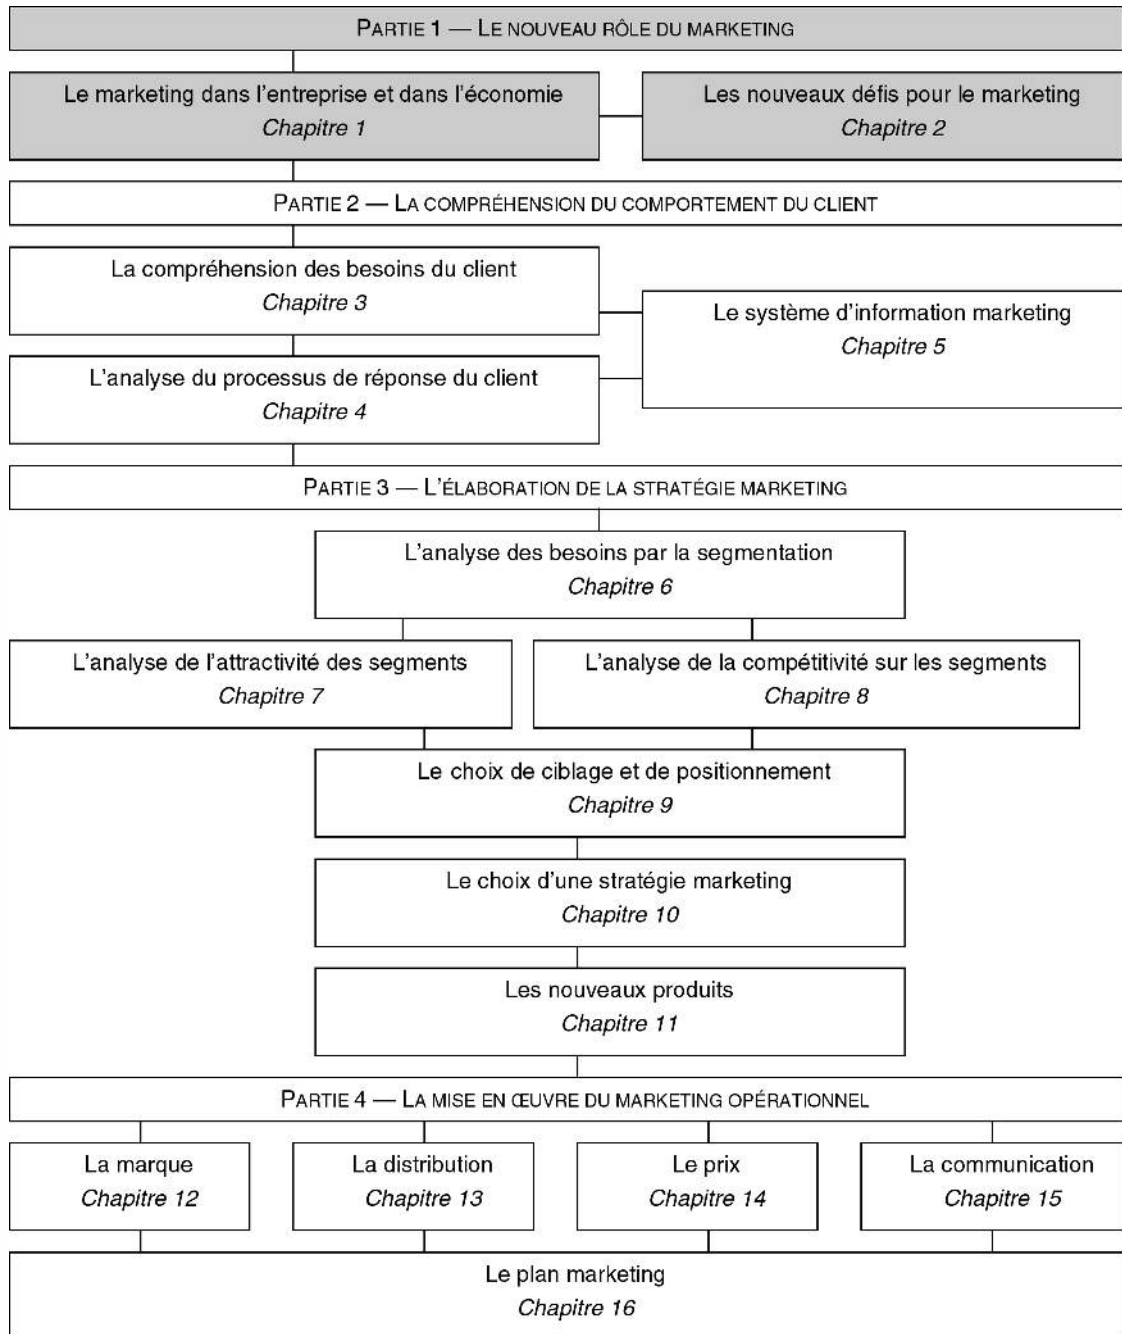 PARTIE 1 — LE NOUVEAU RÔLE DU MARKETING
Le marketing dans l'entreprise et dans l'économie
Chapitre 1
Les nouveaux défis pour le marketing
Chapitre 2
PARTIE 2 — LA COMPRÉHENSION DU COMPORTEMENT DU CLIENT
La compréhension des besoins du client
Chapitre 3
L'analyse du processus de réponse du client
Chapitre 4
Le système d'information marketing
Chapitre 5
PARTIE 3 — L'ÉLABORATION DE LA STRATÉGIE MARKETING
L'analyse des besoins par la segmentation
Chapitre 6
L'analyse de l'attractivité des segments
Chapitre 7
L'analyse de la compétitivité sur les segments
Chapitre 8
Le choix de ciblage et de positionnement
Chapitre 9
Le choix d'une stratégie marketing
Chapitre 10
Les nouveaux produits
Chapitre 11
PARTIE 4 — LA MISE EN ŒUVRE DU MARKETING OPÉRATIONNEL
La marque
Chapitre 12
La distribution
Chapitre 13
Le prix
Chapitre 14
La communication
Chapitre 15
Le plan marketing
Chapitre 16